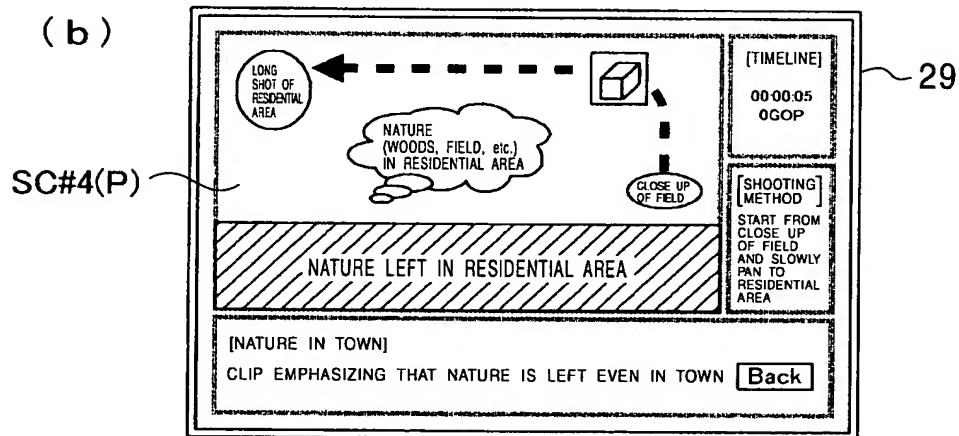 (b)
LONG
SHOT OF
RESIDENTIAL
AREA
[TIMELINE]
00:00:05
0GOP
29
NATURE
(WOODS, FIELD, etc.)
IN RESIDENTIAL AREA
SC#4(P)
CLOSE UP
OF FIELD
[SHOOTING
METHOD]
START FROM
CLOSE UP
OF FIELD
AND SLOWLY
PAN TO
RESIDENTIAL
AREA
NATURE LEFT IN RESIDENTIAL AREA
[NATURE IN TOWN]
CLIP EMPHASIZING THAT NATURE IS LEFT EVEN IN TOWN Back